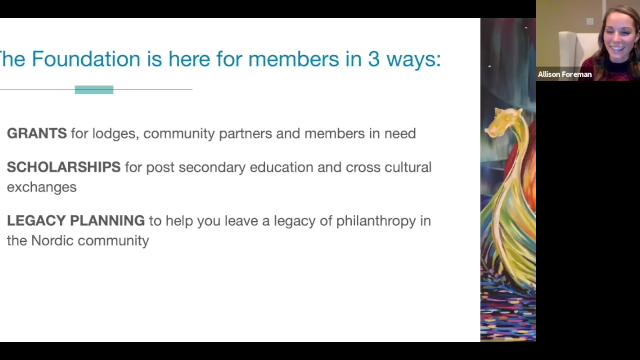 he Foundation is here for members in 3 ways:
GRANTS for lodges, community partners and members in need
SCHOLARSHIPS for post secondary education and cross cultural
exchanges
LEGACY PLANNING to help you leave a legacy of philanthropy in
the Nordic community
Allison Foreman